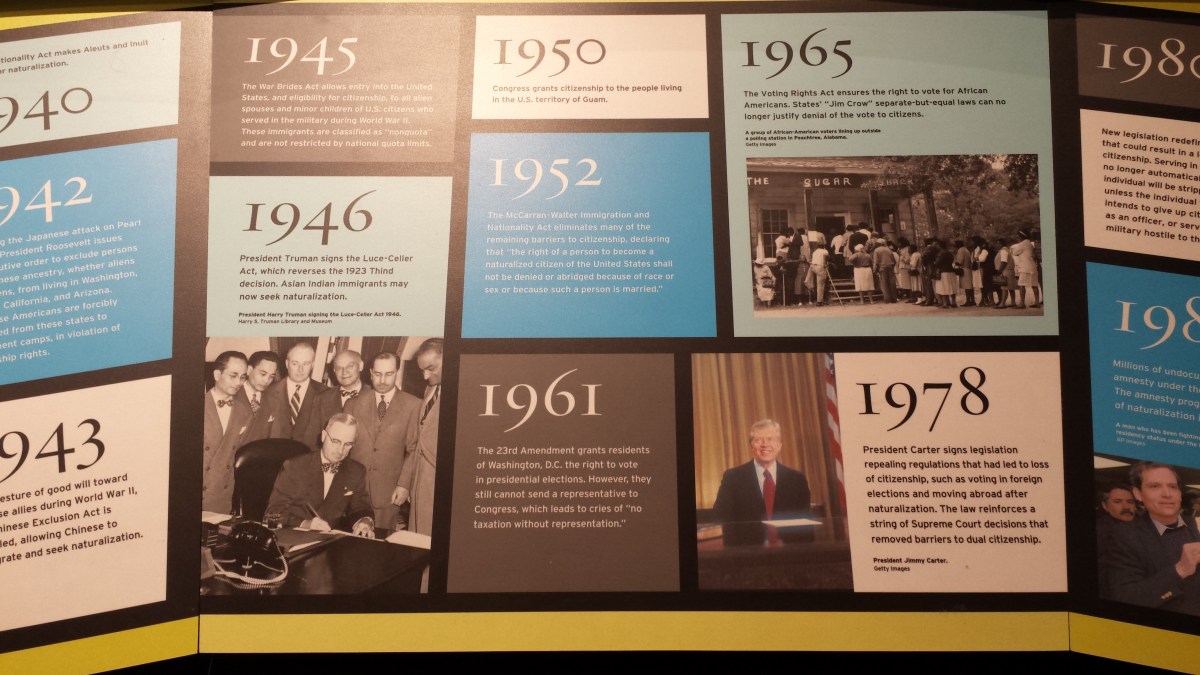 tionality Act makes Aleuts and Inuit
or naturalization.
940
942
ng the Japanese attack on Pearl
President Roosevelt issues
utive order to exclude persons
nese ancestry, whether aliens
ens, from living in Washington,
California, and Arizona.
se Americans are forcibly
ed from these states to
ment camps, in violation of
ship rights.
943
esture of good will toward
se allies during World War II,
hinese Exclusion Act is
led, allowing Chinese to
grate and seek naturalization.
1945
The War Brides Act allows entry into the United
States, and eligibility for citizenship, to all alien
spouses and minor children of U.S. citizens who
served in the military during World War II.
These immigrants are classified as “nonquota”
and are not restricted by national quota limits.
1946
President Truman signs the Luce-Celler
Act, which reverses the 1923 Third
decision. Asian Indian immigrants may
now seek naturalization.
President Harry Truman signing the Luce-Celler Act 1946.
Harry S. Truman Library and Museum
1950
Congress grants citizenship to the people living
in the U.S. territory of Guam.
1952
The McCarran-Walter Immigration and
Nationality Act eliminates many of the
remaining barriers to citizenship, declaring
that “the right of a person to become a
naturalized citizen of the United States shall
not be denied or abridged because of race or
sex or because such a person is married.”
1961
The 23rd Amendment grants residents
of Washington, D.C. the right to vote
in presidential elections. However, they
still cannot send a representative to
Congress, which leads to cries of “no
taxation without representation.”
1965
The Voting Rights Act ensures the right to vote for African
Americans. States’ “Jim Crow” separate-but-equal laws can no
longer justify denial of the vote to citizens.
A group of African-American voters lining up outside
a polling station in Peachtree, Alabama.
Getty Images
THE SUGAR SHACK
1978
President Carter signs legislation
repealing regulations that had led to loss
of citizenship, such as voting in foreign
elections and moving abroad after
naturalization. The law reinforces a
string of Supreme Court decisions that
removed barriers to dual citizenship.
President Jimmy Carter.
Getty Images
198
New legislation redefin
that could result in a
citizenship. Serving in
no longer automatical
individual will be strip
unless the individual
intends to give up ci
as an officer, or serv
military hostile to th
198
Millions of undocu
amnesty under th
The amnesty prog
of naturalization
A man who has been fighting
residency status under the
AP Images